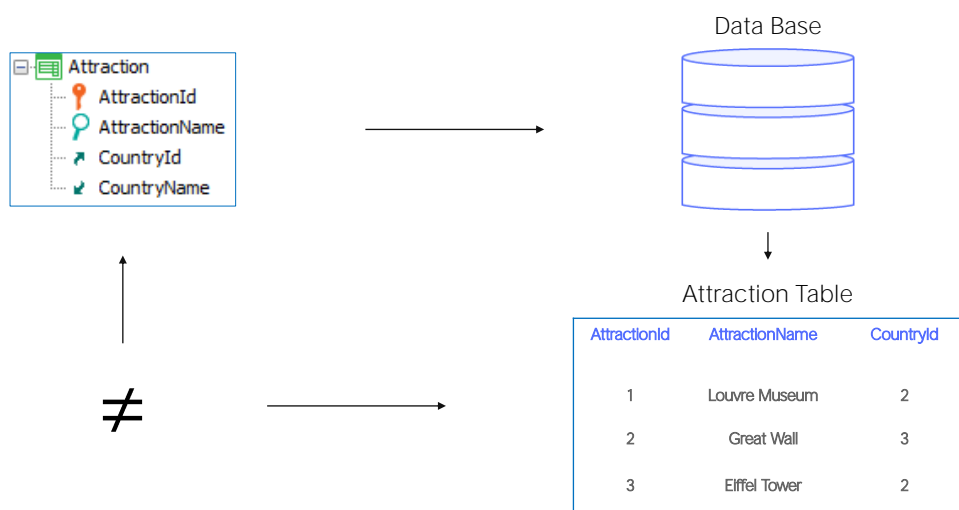 Data Base
Attraction
AttractionId
AttractionName
CountryId
CountryName
Attraction Table
AttractionId AttractionName CountryId
1 Louvre Museum 2
2 Great Wall 3
3 Eiffel Tower 2
≠